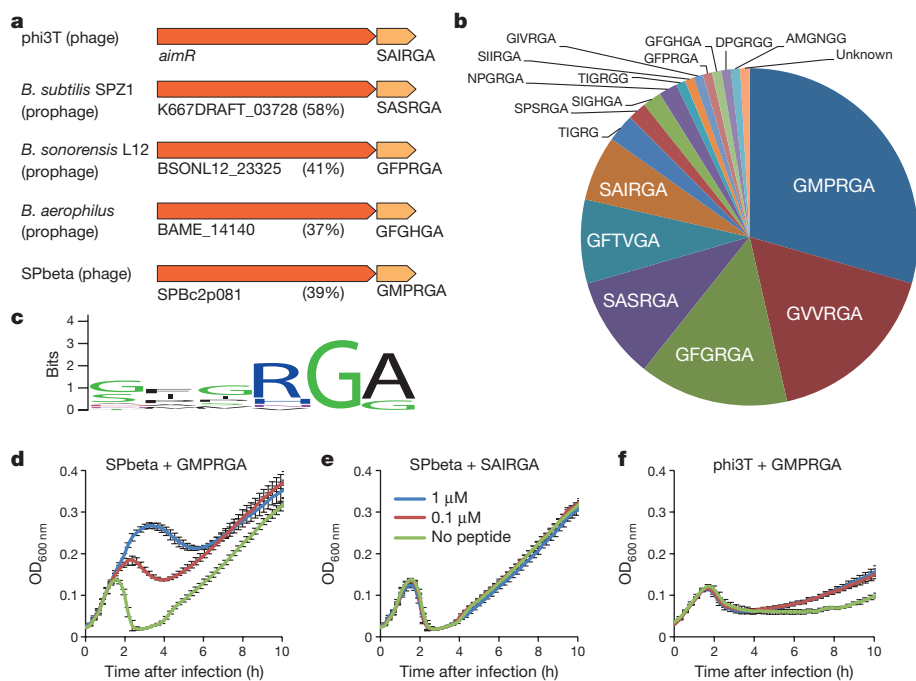 a
phi3T (phage)
aimR
SAIRGA
B. subtilis SPZ1
(prophage)
K667DRAFT_03728 (58%)
SASRGA
B. sonorensis L12
(prophage)
BSONL12_23325 (41%)
GFPRGA
B. aerophilus
(prophage)
BAME_14140 (37%)
GFGHGA
SPbeta (phage)
SPBc2p081 (39%)
GMPRGA
b
GIVRGA
SIIRGA
NPGRGA
SPSRGA
TIGRG
TIGRGG
SIGHGA
GFGHGA
GFPRGA
DPGRGG
AMGNGG
Unknown
GMPRGA
GVVRGA
GFGRGA
SASRGA
GFTVGA
SAIRGA
c
Bits
4
3
2
1
0
G
S
G
R
G
A
G
d
SPbeta + GMPRGA
OD600 nm
0.4
0.3
0.2
0.1
0
0 2 4 6 8 10
Time after infection (h)
e
SPbeta + SAIRGA
1 μM
0.1 μM
No peptide
OD600 nm
0.4
0.3
0.2
0.1
0
0 2 4 6 8 10
Time after infection (h)
f
phi3T + GMPRGA
OD600 nm
0.4
0.3
0.2
0.1
0
0 2 4 6 8 10
Time after infection (h)